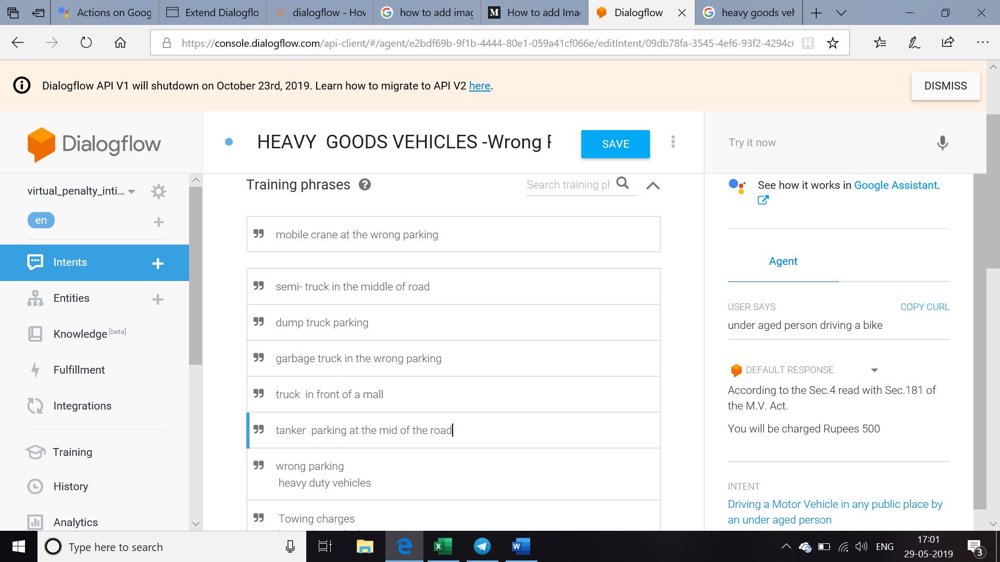 Actions on Goog
Extend Dialogflo
dialogflow - Hov
how to add imag
M How to add Imag
Dialogflow
heavy goods veh
https://console.dialogflow.com/api-client/#/agent/e2bdf69b-9f1b-4444-80e1-059a41cf066e/editIntent/09db78fa-3545-4ef6-93f2-4294c
Dialogflow API V1 will shutdown on October 23rd, 2019. Learn how to migrate to API V2 here.
DISMISS
Dialogflow
HEAVY  GOODS VEHICLES -Wrong P
SAVE
Try it now
virtual_penalty_inti...
en
Intents
Entities
Knowledge [beta]
Fulfillment
Integrations
Training
History
Analytics
Training phrases
Search training pl
mobile crane at the wrong parking
semi- truck in the middle of road
dump truck parking
garbage truck in the wrong parking
truck  in front of a mall
tanker  parking at the mid of the road
wrong parking
heavy duty vehicles
Towing charges
See how it works in Google Assistant.
Agent
USER SAYS
COPY CURL
under aged person driving a bike
DEFAULT RESPONSE
According to the Sec.4 read with Sec.181 of
the M.V. Act.
You will be charged Rupees 500
INTENT
Driving a Motor Vehicle in any public place by
an under aged person
Type here to search
ENG
17:01
29-05-2019
3